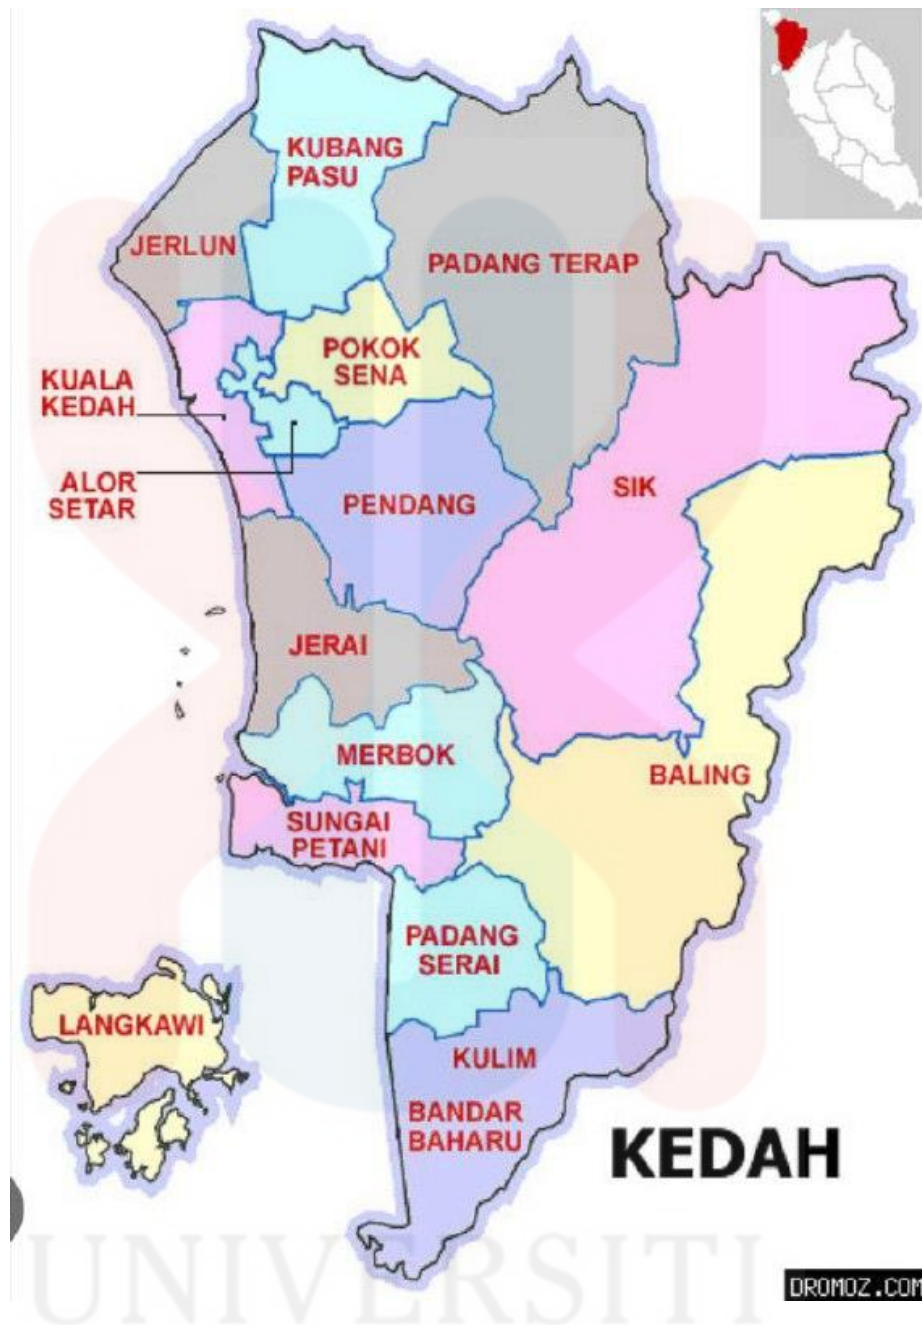 KUBANG
PASU
JERLUN
PADANG TERAP
POKOK
SENA
KUALA
KEDAH
ALOR
SETAR
PENDANG
SIK
JERAI
MERBOK
BALING
SUNGAI
PETANI
PADANG
SERAI
LANGKAWI
KULIM
BANDAR
BAHARU
KEDAH
UNIVERSITI
DROMOZ.COM